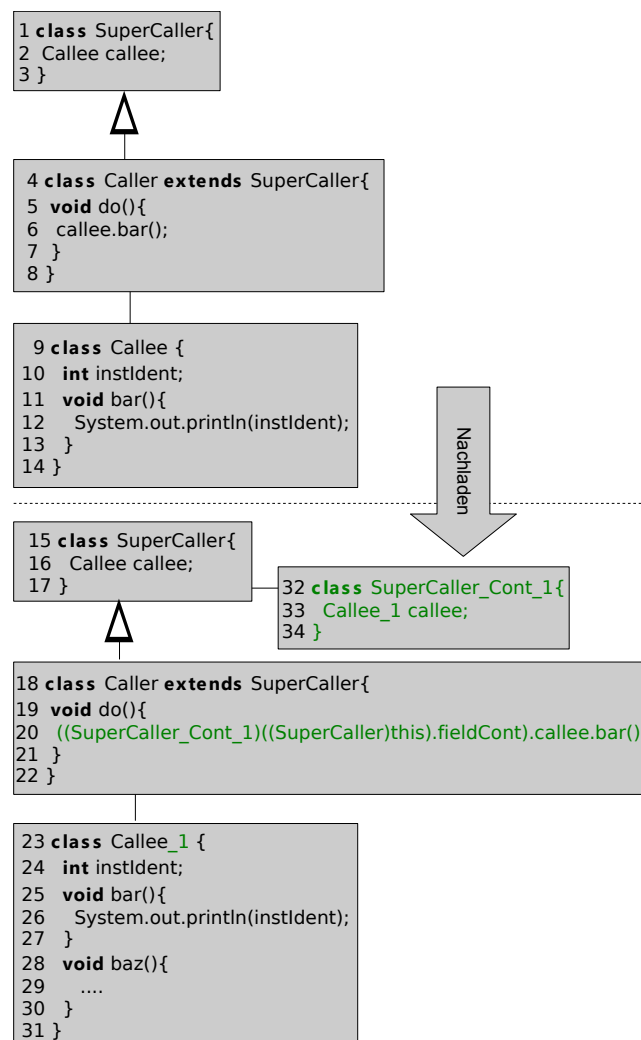 1 class SuperCaller{
2 Callee callee;
3 }
4 class Caller extends SuperCaller{
5 void do(){
6 callee.bar();
7 }
8 }
9 class Callee {
10 int instIdent;
11 void bar(){
12 System.out.println(instIdent);
13 }
14 }
Nachladen
15 class SuperCaller{
16 Callee callee;
17 }
32 class SuperCaller_Cont_1{
33 Callee_1 callee;
34 }
18 class Caller extends SuperCaller{
19 void do(){
20 ((SuperCaller_Cont_1)((SuperCaller)this).fieldCont).callee.bar()
21 }
22 }
23 class Callee_1 {
24 int instIdent;
25 void bar(){
26 System.out.println(instIdent);
27 }
28 void baz(){
29 ....
30 }
31 }